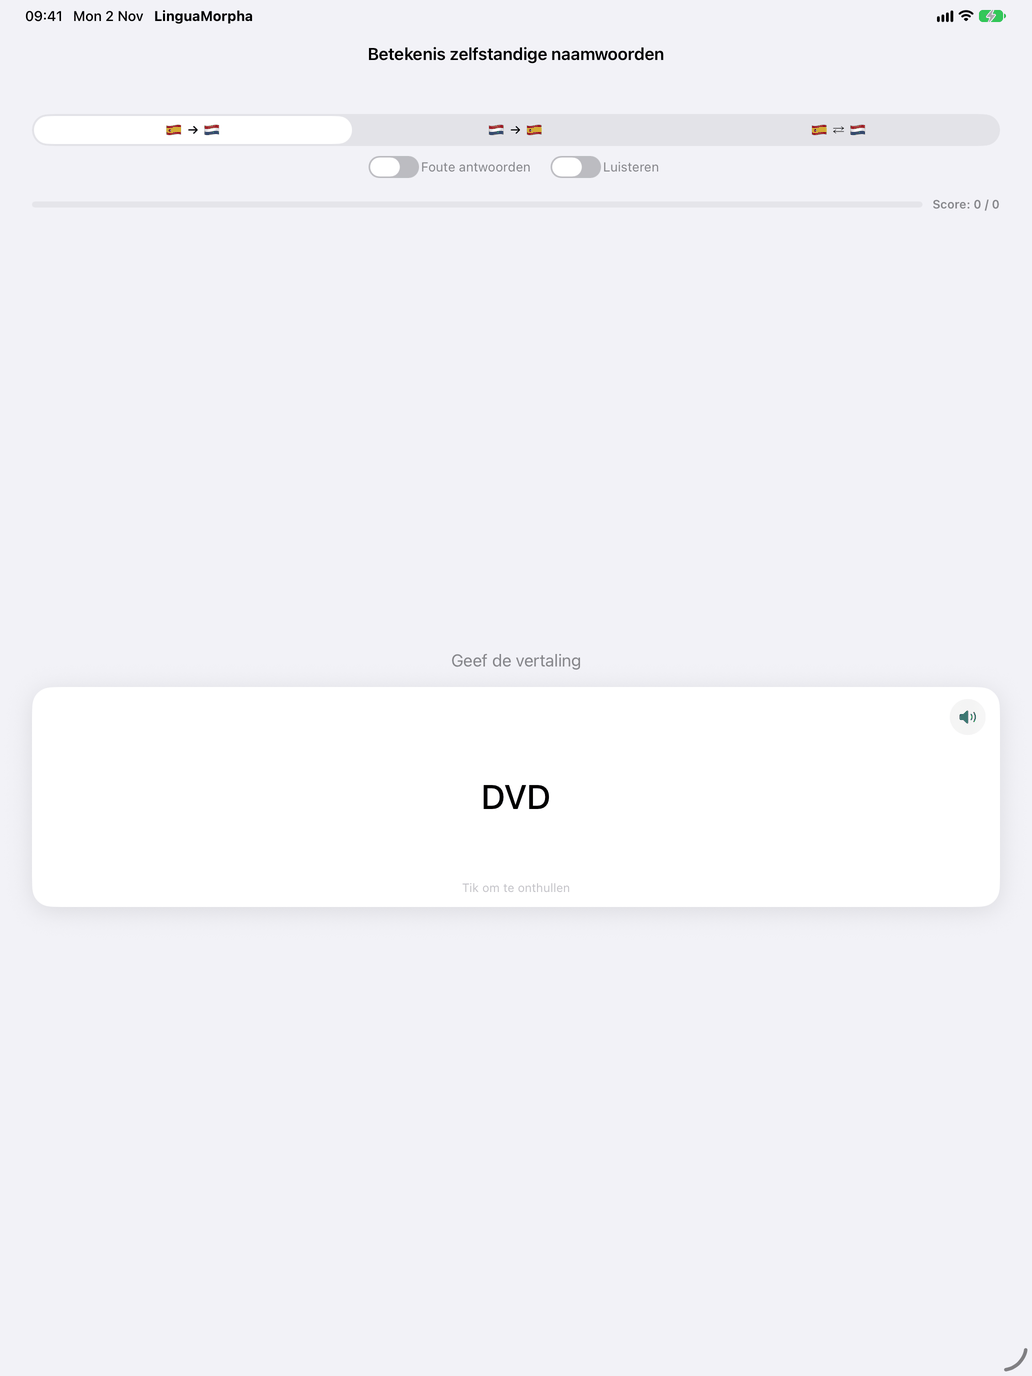 09:41 Mon 2 Nov LinguaMorpha
Betekenis zelfstandige naamwoorden
🇪🇸 → 🇳🇱 🇳🇱 → 🇪🇸 🇪🇸 ⇄ 🇳🇱
Foute antwoorden Luisteren
Score: 0 / 0
Geef de vertaling
DVD
Tik om te onthullen